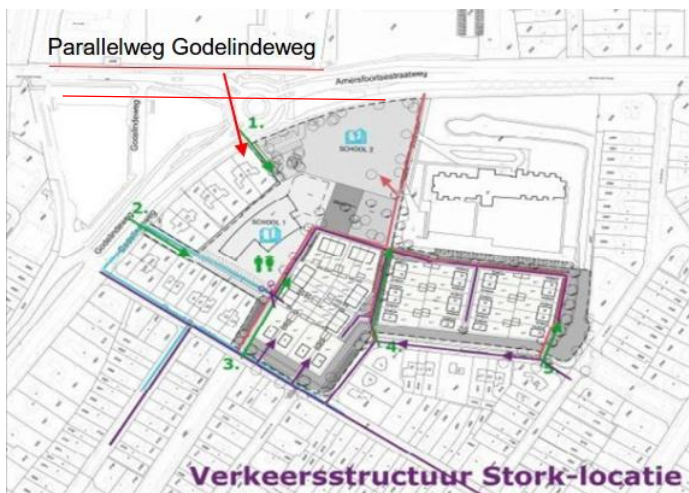 Parallelweg Godelindeweg
Amersfoortsestraatweg
Godelindeweg
1.
SCHOOL 2
2.
SCHOOL 1
Godelindeweg
3.
4.
5.
Verkeersstructuur Stork-locatie